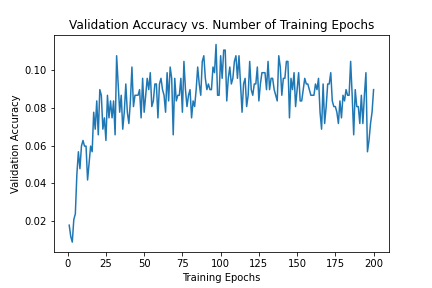 Validation Accuracy vs. Number of Training Epochs
Validation Accuracy
0.10
0.08
0.06
0.04
0.02
0 25 50 75 100 125 150 175 200
Training Epochs